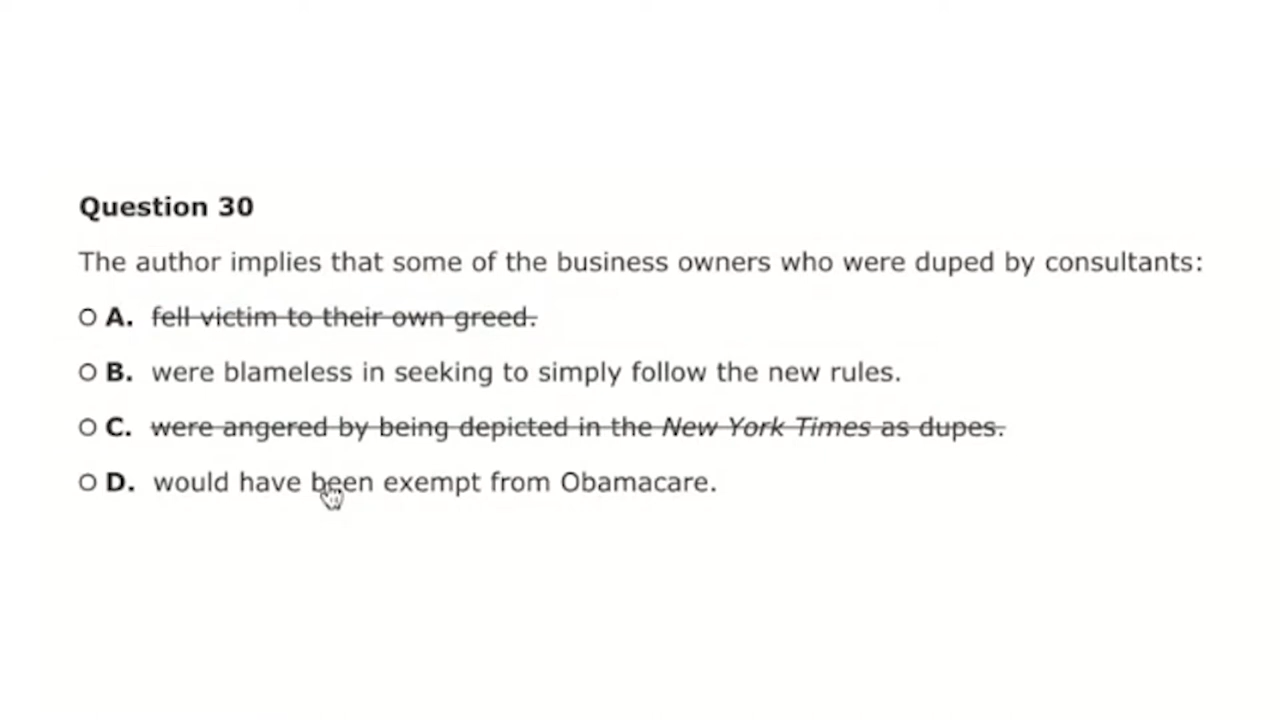 Question 30
The author implies that some of the business owners who were duped by consultants:
A. fell victim to their own greed.
B. were blameless in seeking to simply follow the new rules.
C. were angered by being depicted in the New York Times as dupes.
D. would have been exempt from Obamacare.